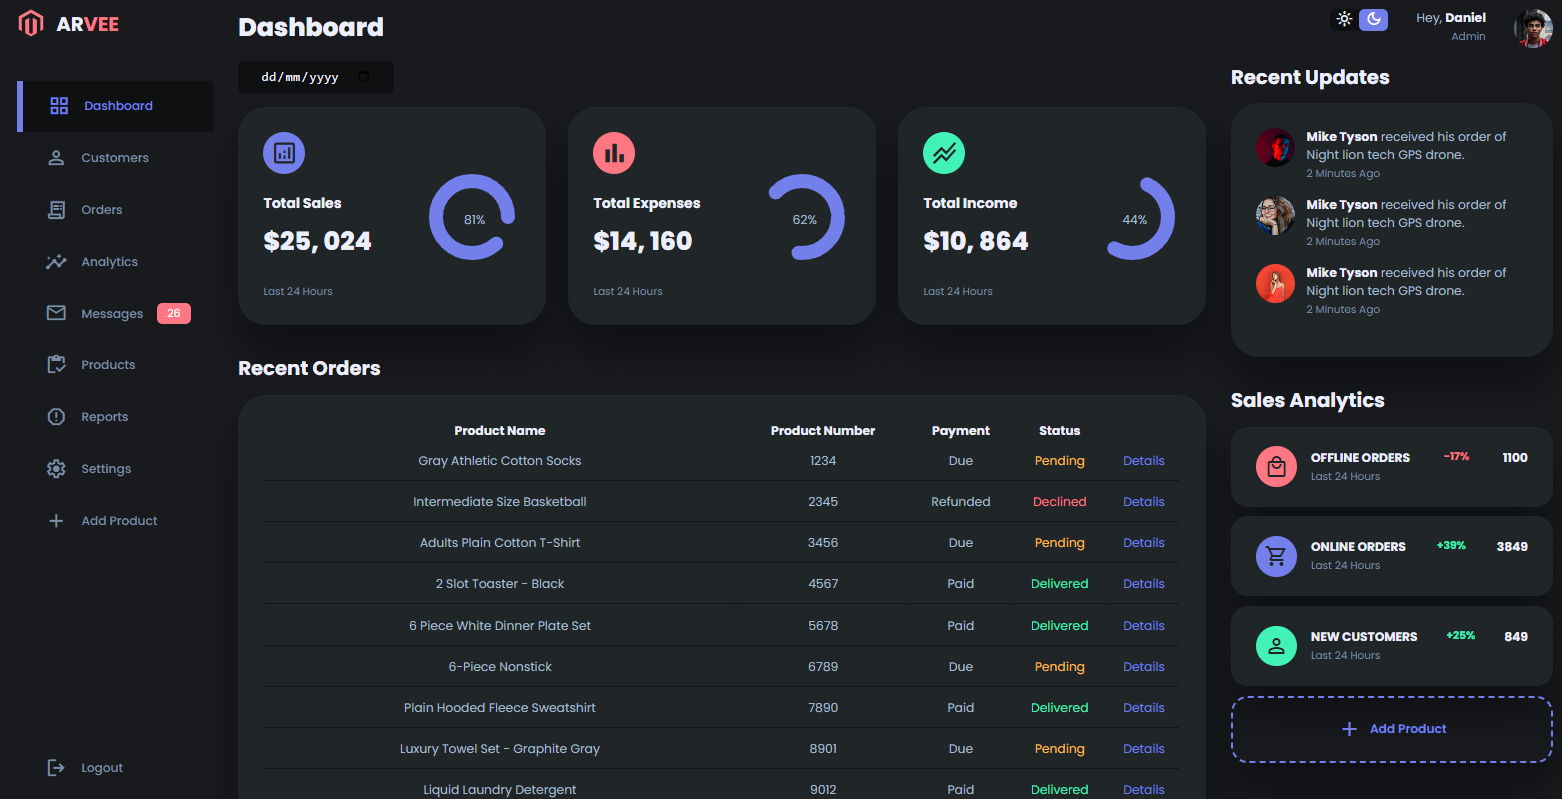 ARVEE
Dashboard
Customers
Orders
Analytics
Messages 26
Products
Reports
Settings
Add Product
Logout
Dashboard
dd/mm/yyyy
Total Sales
$25, 024
81%
Last 24 Hours
Total Expenses
$14, 160
62%
Last 24 Hours
Total Income
$10, 864
44%
Last 24 Hours
Recent Orders
Product Name Product Number Payment Status
Gray Athletic Cotton Socks 1234 Due Pending Details
Intermediate Size Basketball 2345 Refunded Declined Details
Adults Plain Cotton T-Shirt 3456 Due Pending Details
2 Slot Toaster - Black 4567 Paid Delivered Details
6 Piece White Dinner Plate Set 5678 Paid Delivered Details
6-Piece Nonstick 6789 Due Pending Details
Plain Hooded Fleece Sweatshirt 7890 Paid Delivered Details
Luxury Towel Set - Graphite Gray 8901 Due Pending Details
Liquid Laundry Detergent 9012 Paid Delivered Details
Hey, Daniel
Admin
Recent Updates
Mike Tyson received his order of
Night lion tech GPS drone.
2 Minutes Ago
Mike Tyson received his order of
Night lion tech GPS drone.
2 Minutes Ago
Mike Tyson received his order of
Night lion tech GPS drone.
2 Minutes Ago
Sales Analytics
OFFLINE ORDERS -17% 1100
Last 24 Hours
ONLINE ORDERS +39% 3849
Last 24 Hours
NEW CUSTOMERS +25% 849
Last 24 Hours
Add Product